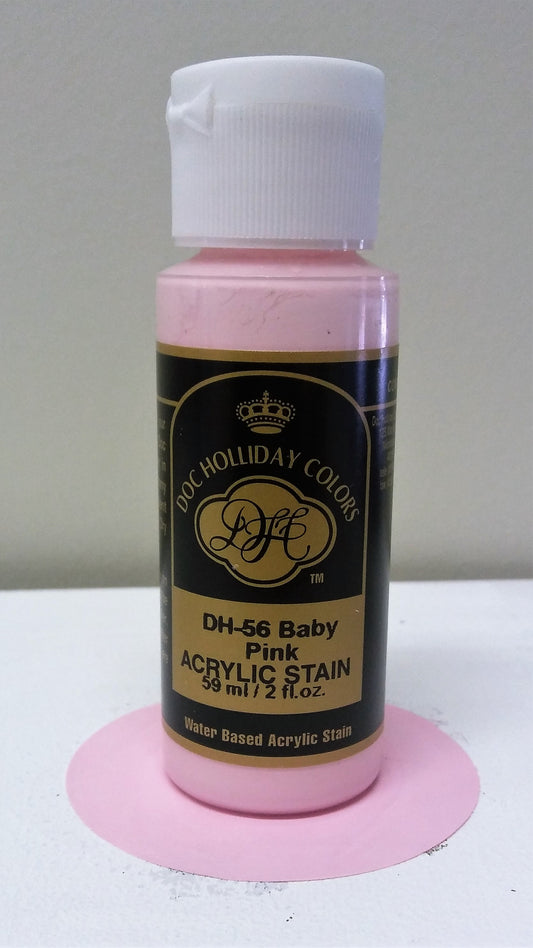 DOC HOLLIDAY COLORS
DH
TM
DH-56 Baby
Pink
ACRYLIC STAIN
59 ml / 2 fl.oz.
Water Based Acrylic Stain